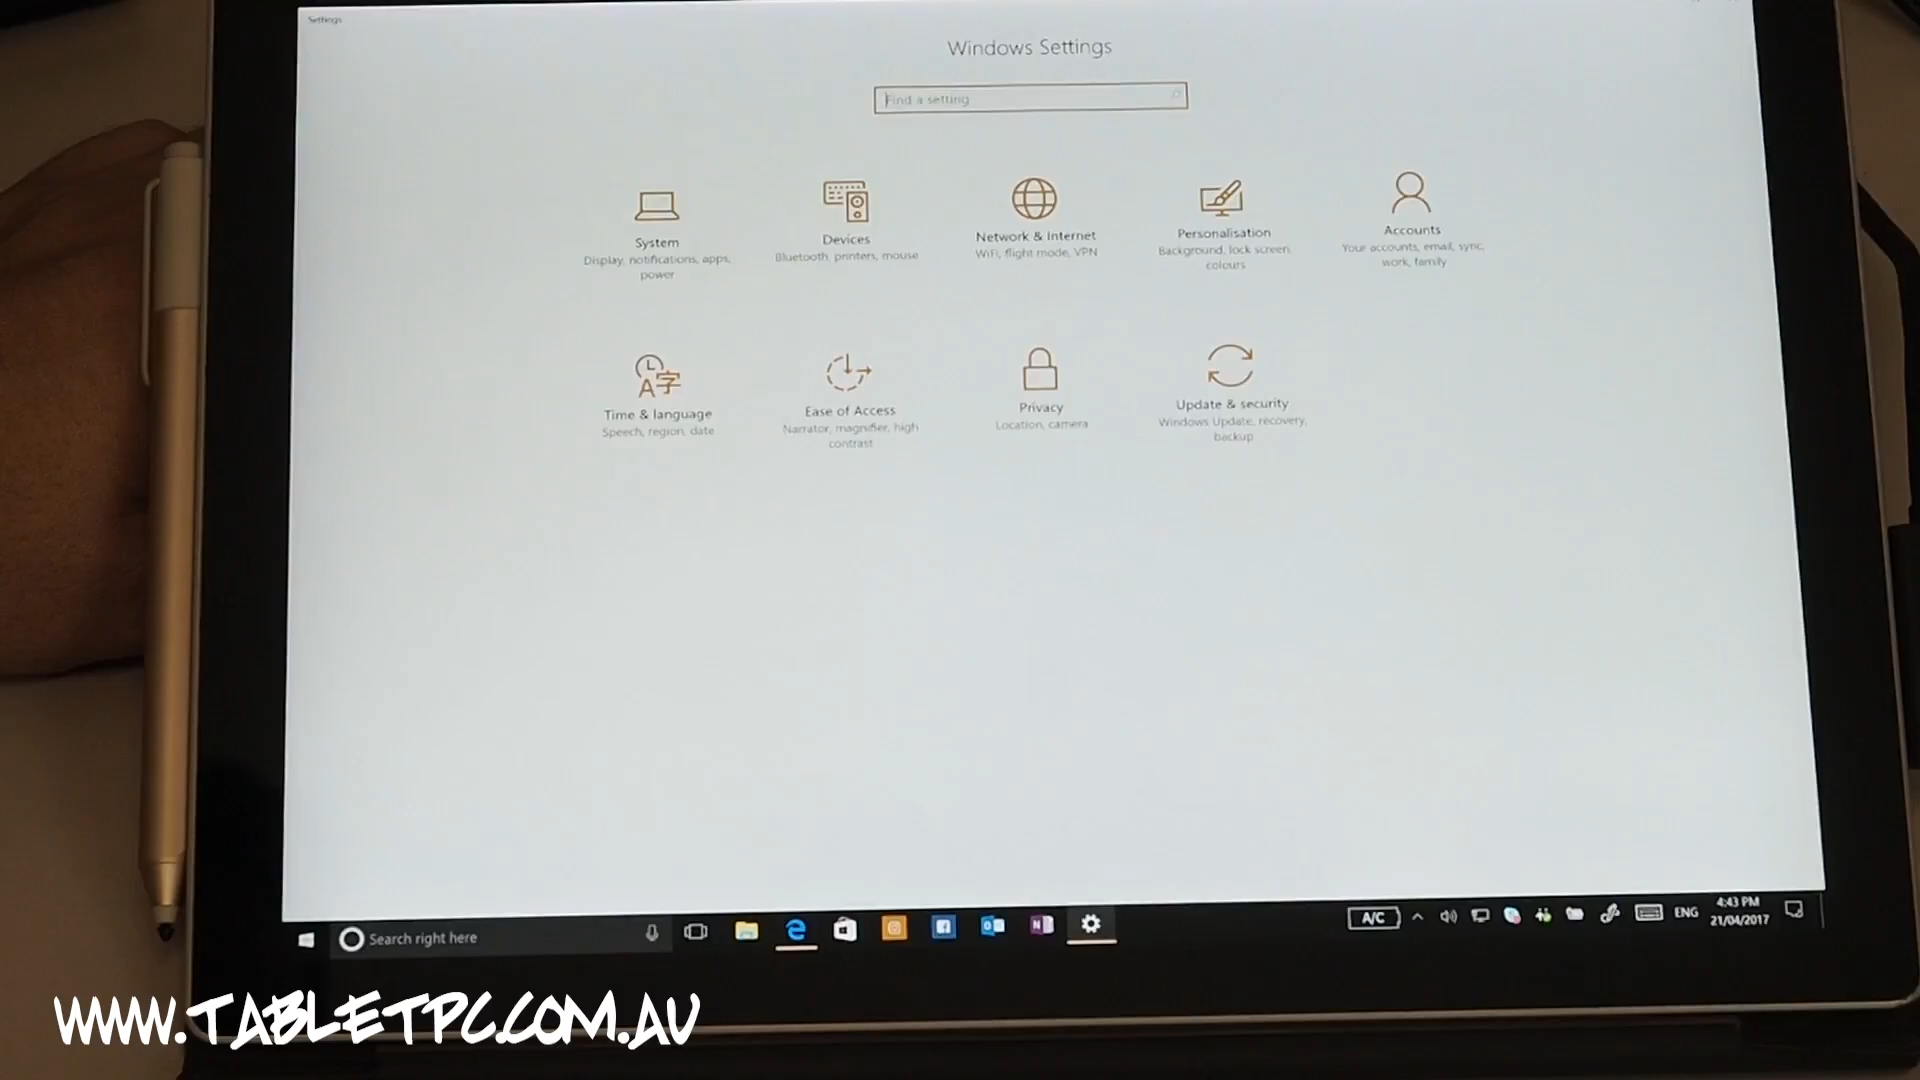 Settings
Windows Settings
Find a setting
System
Display, notifications, apps,
power
Devices
Bluetooth, printers, mouse
Network & Internet
WiFi, flight mode, VPN
Personalisation
Background, lock screen,
colours
Accounts
Your accounts, email, sync,
work, family
Time & language
Speech, region, date
Ease of Access
Narrator, magnifier, high
contrast
Privacy
Location, camera
Update & security
Windows Update, recovery,
backup
Search right here
A/C
ENG
4:43 PM
21/04/2017
WWW.TABLETPC.COM.AU